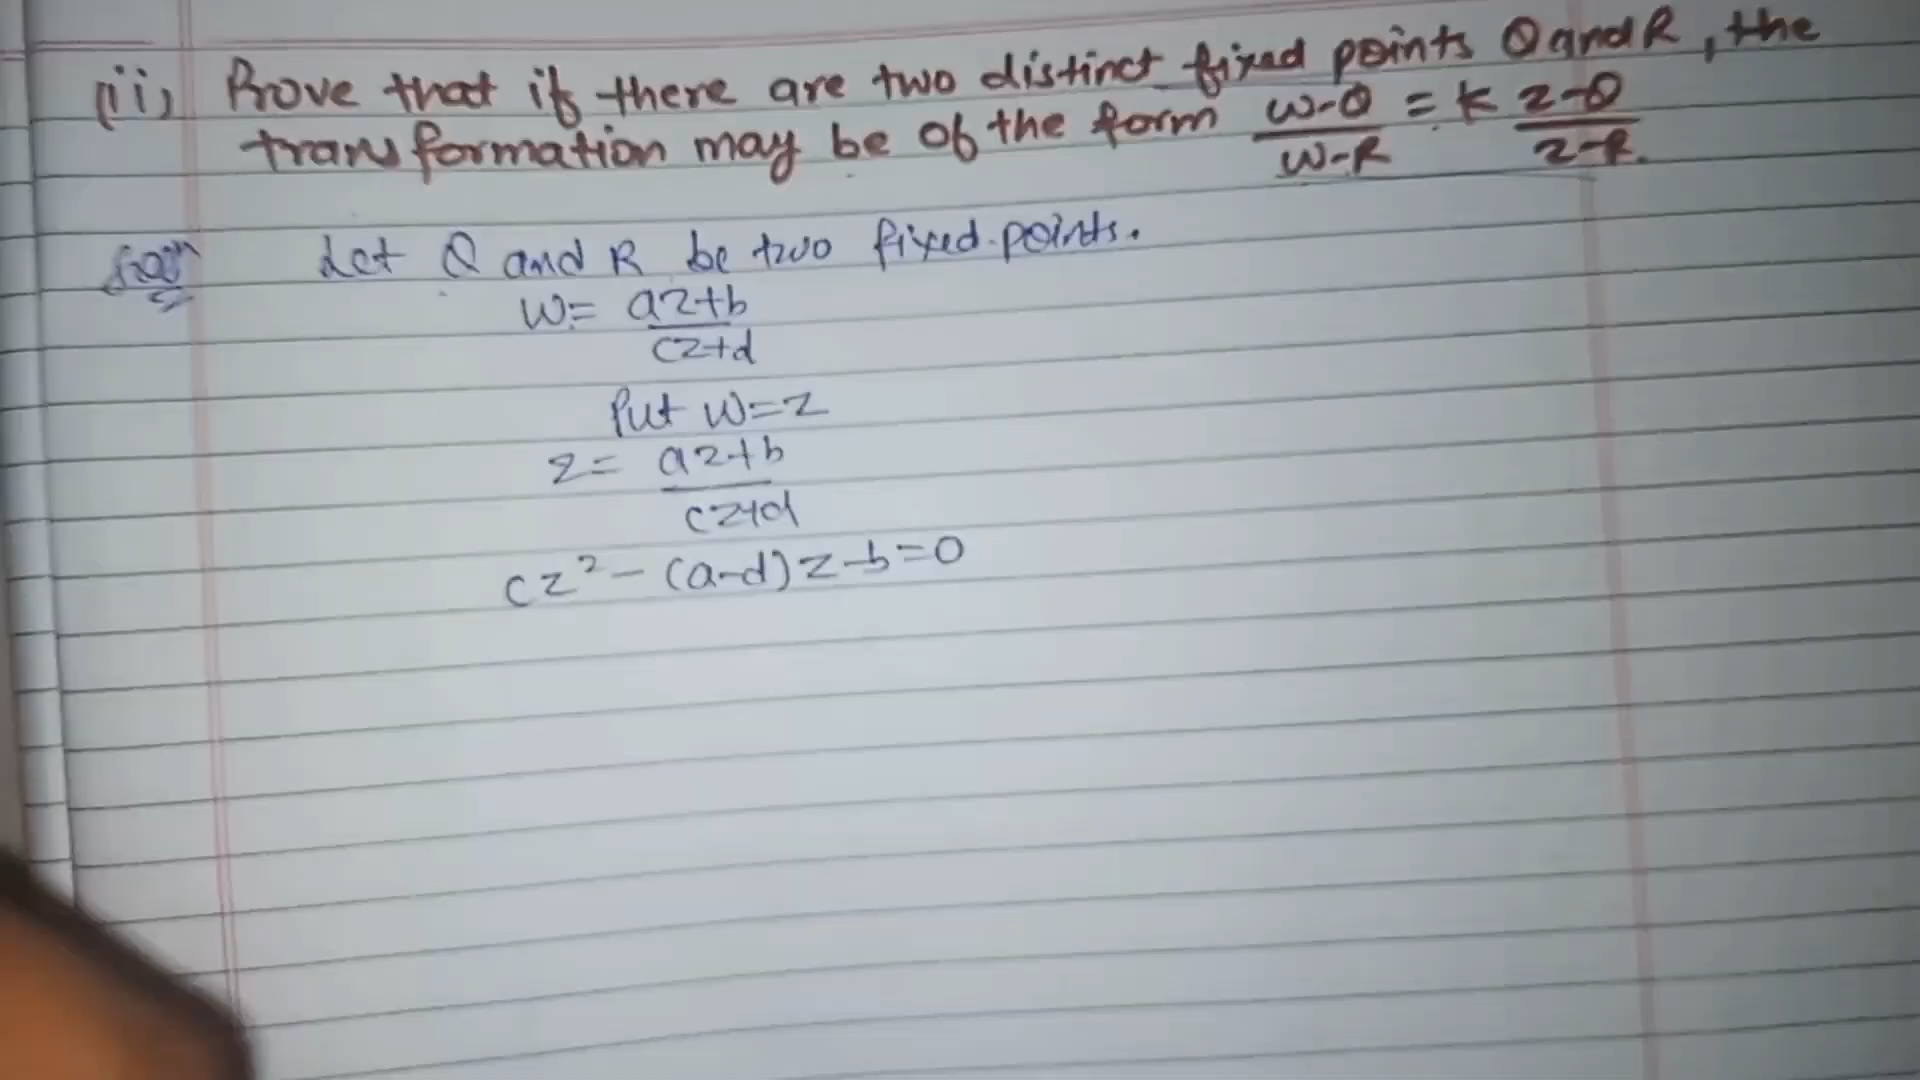 (ii) Prove that if there are two distinct fixed points Q and R, the
transformation may be of the form w-Q/w-R = k z-Q/z-R.
Soln Let Q and R be two fixed points.
w = az+b/cz+d
Put w=z
z = az+b/cz+d
cz² - (a-d)z-b=0